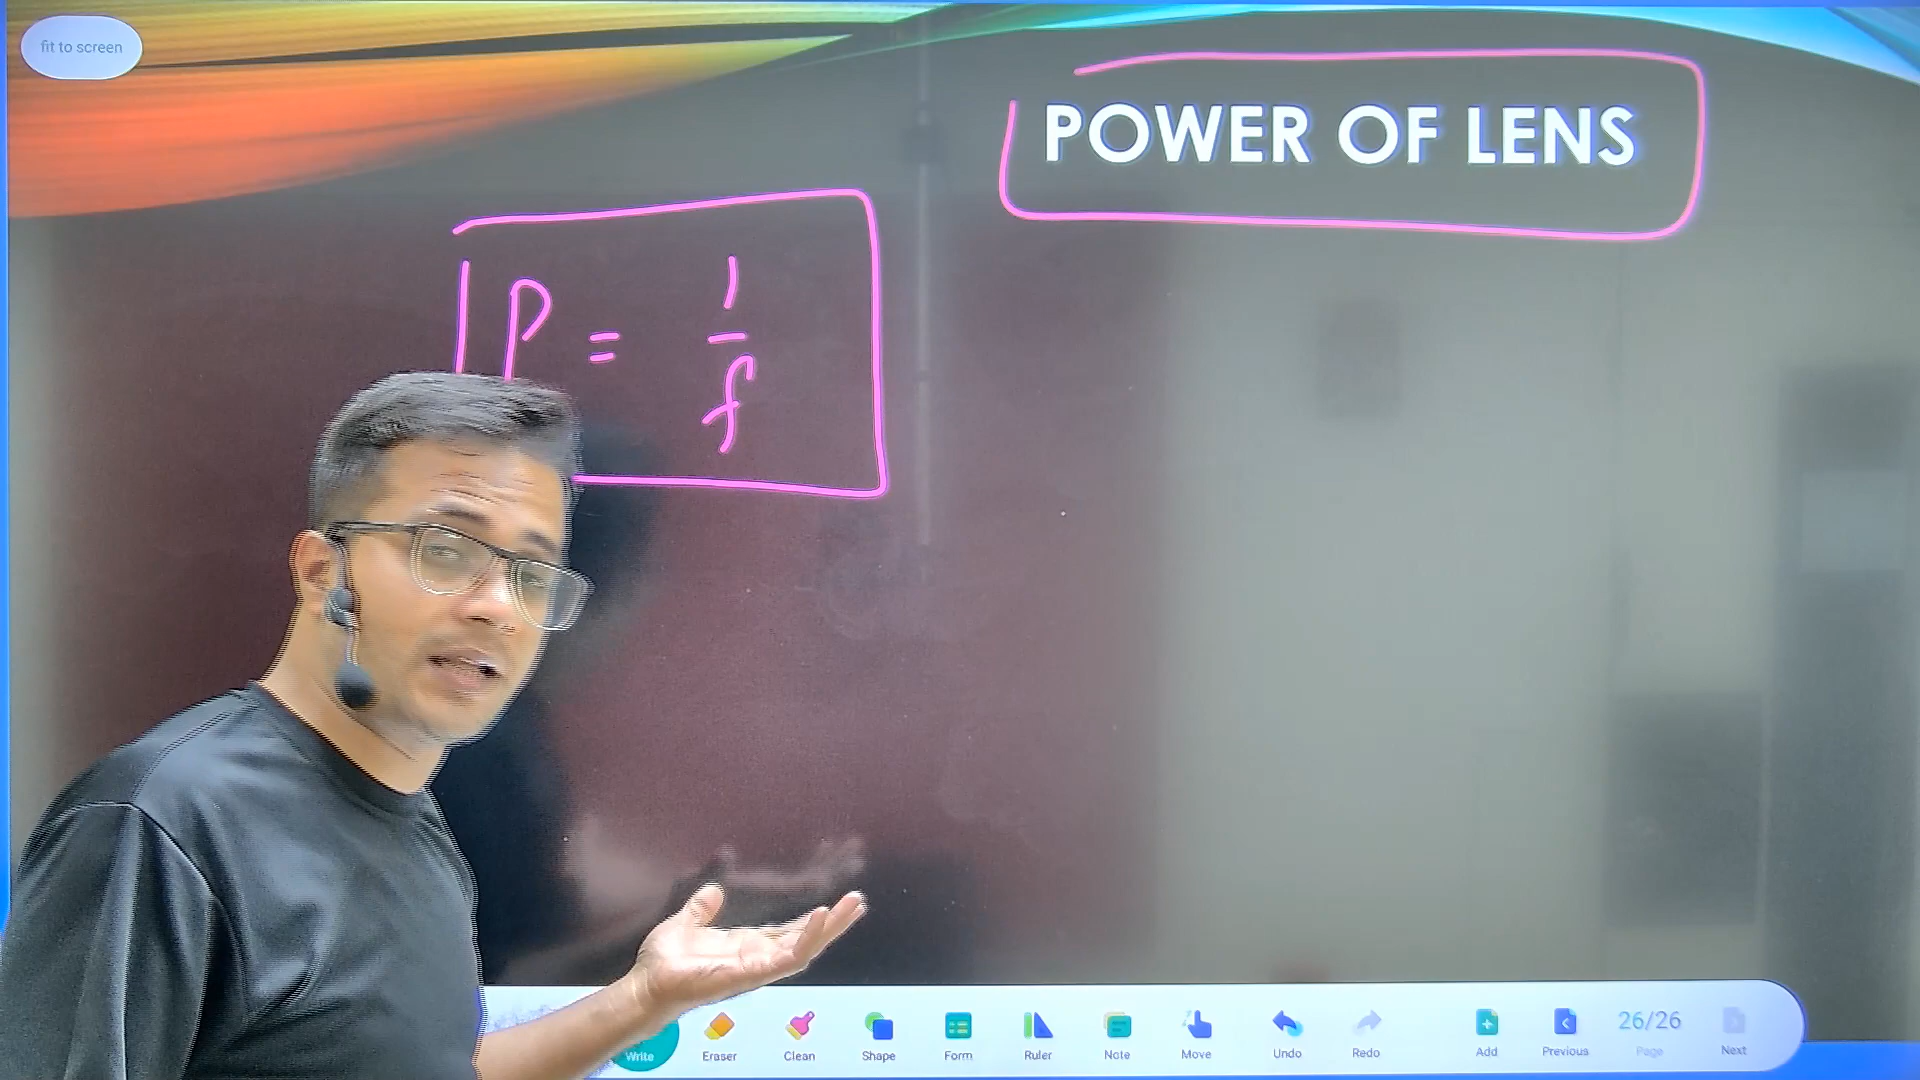 fit to screen
POWER OF LENS
P = 1/f
Write Eraser Clean Shape Form Ruler Note Move Undo Redo Add Previous 26/26 Page Next